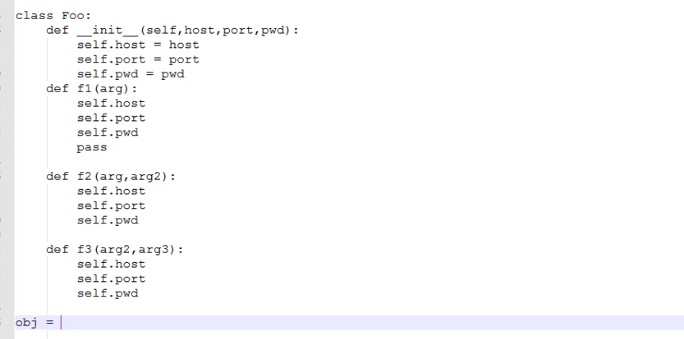 class Foo:
    def __init__(self,host,port,pwd):
        self.host = host
        self.port = port
        self.pwd = pwd
    def f1(arg):
        self.host
        self.port
        self.pwd
        pass

    def f2(arg,arg2):
        self.host
        self.port
        self.pwd

    def f3(arg2,arg3):
        self.host
        self.port
        self.pwd

obj =